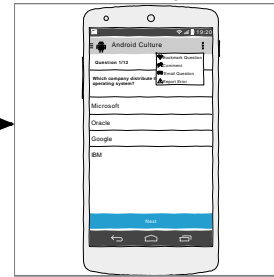 19:20
Android Culture
Question 1/12
Bookmark Question
Comment
Email Question
Report Error
Which company distribute
operating system?
Microsoft
Oracle
Google
IBM
Next